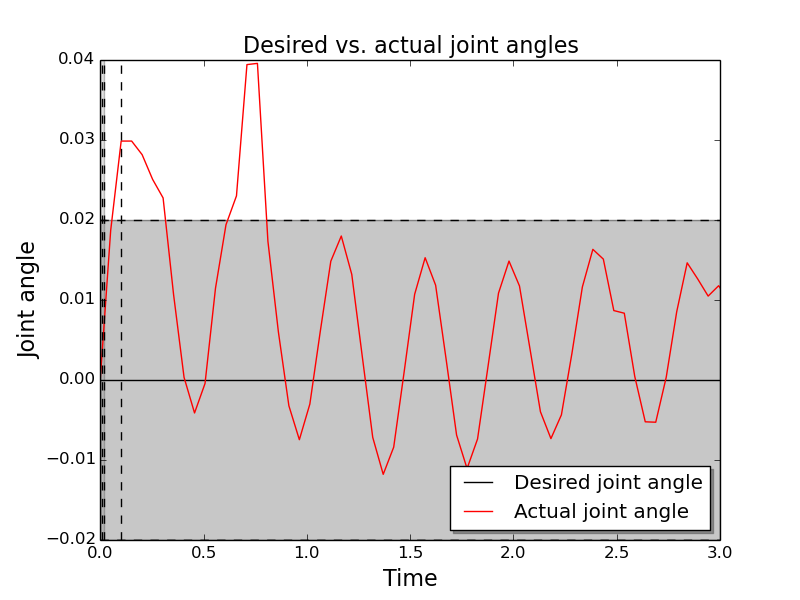 Desired vs. actual joint angles
0.04
0.03
0.02
0.01
0.00
−0.01
−0.02
Joint angle
Desired joint angle
Actual joint angle
0.0 0.5 1.0 1.5 2.0 2.5 3.0
Time